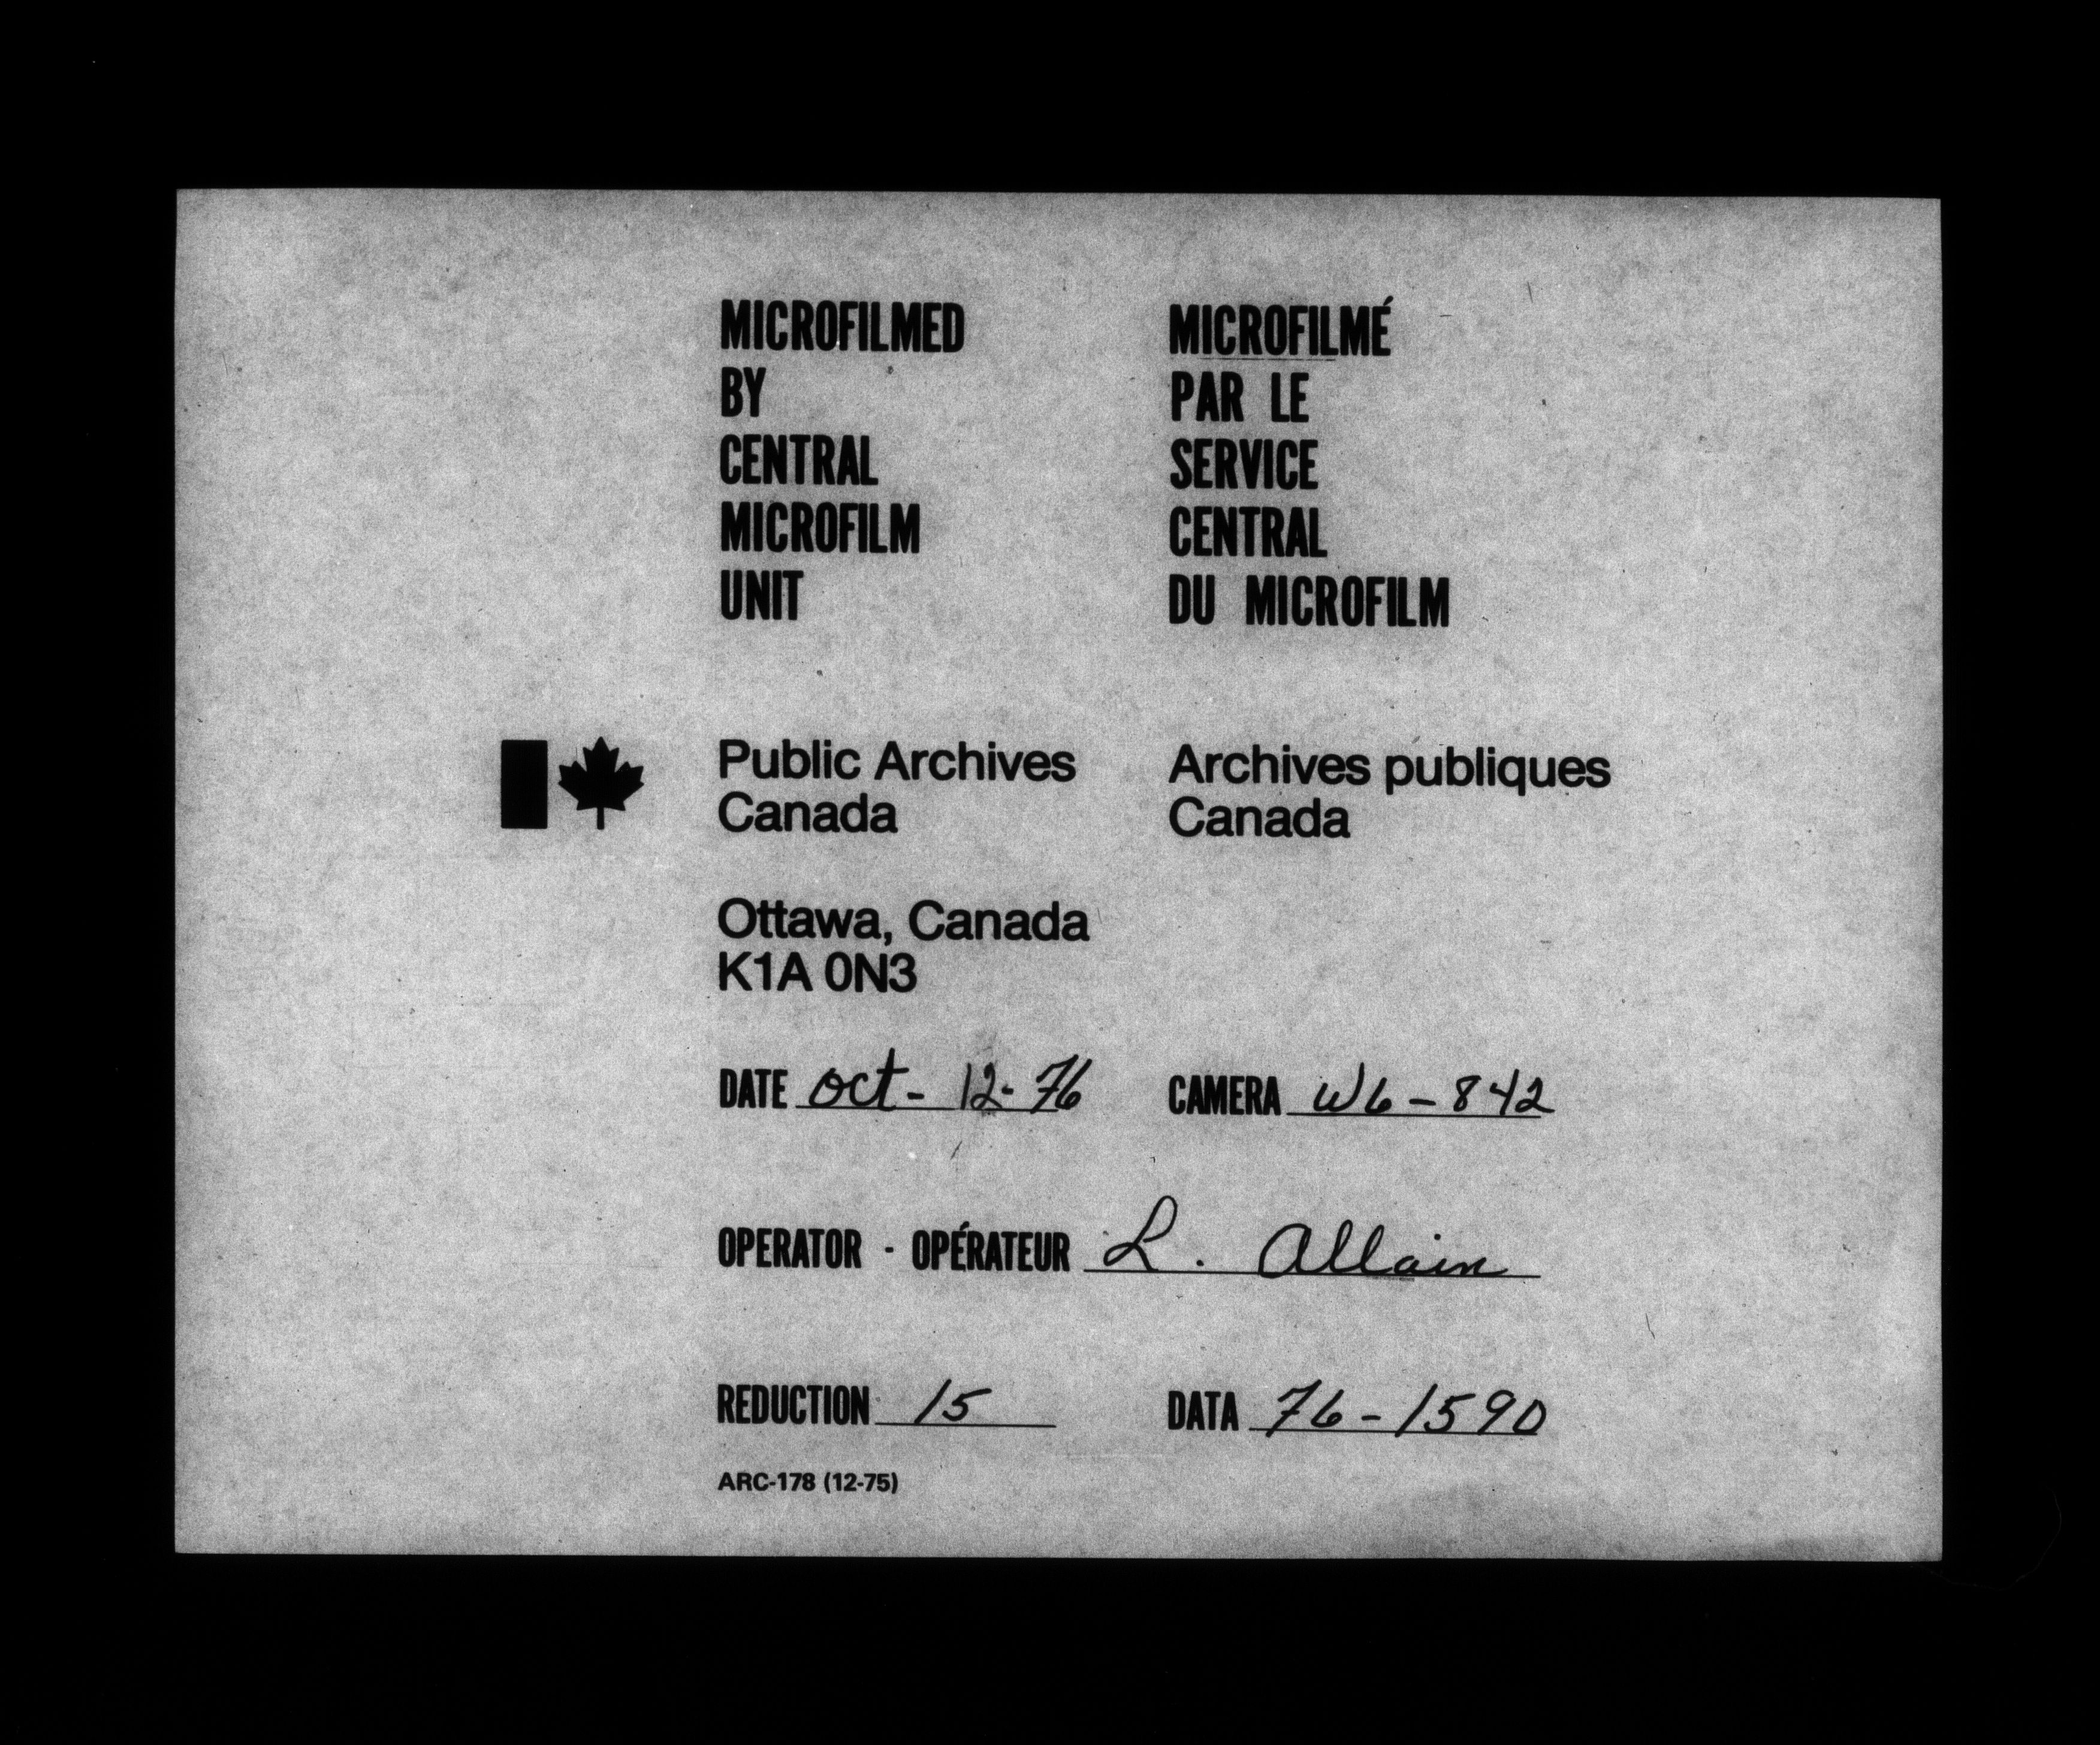 MICROFILMED
BY
CENTRAL
MICROFILM
UNIT
MICROFILMÉ
PAR LE
SERVICE
CENTRAL
DU MICROFILM
Public Archives
Canada
Archives publiques
Canada
Ottawa, Canada
K1A 0N3
DATE Oct - 12 - 76
CAMERA W6 - 842
OPERATOR - OPÉRATEUR L. Allain
REDUCTION 15
DATA 76 - 1590
ARC-178 (12-75)